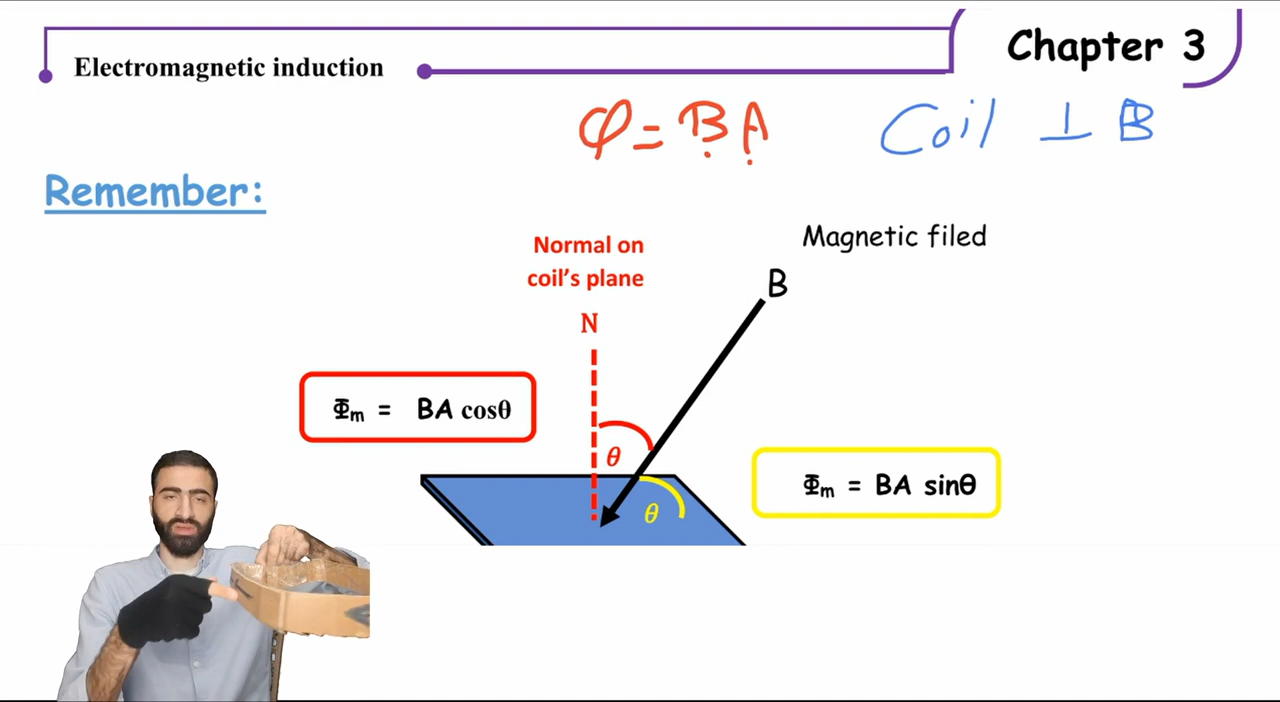 Chapter 3
Electromagnetic induction
φ = BA
Coil ⊥ B
Remember:
Magnetic filed
Normal on
coil's plane
B
N
Φm = BA cosθ
θ
Φm = BA sinθ
θ